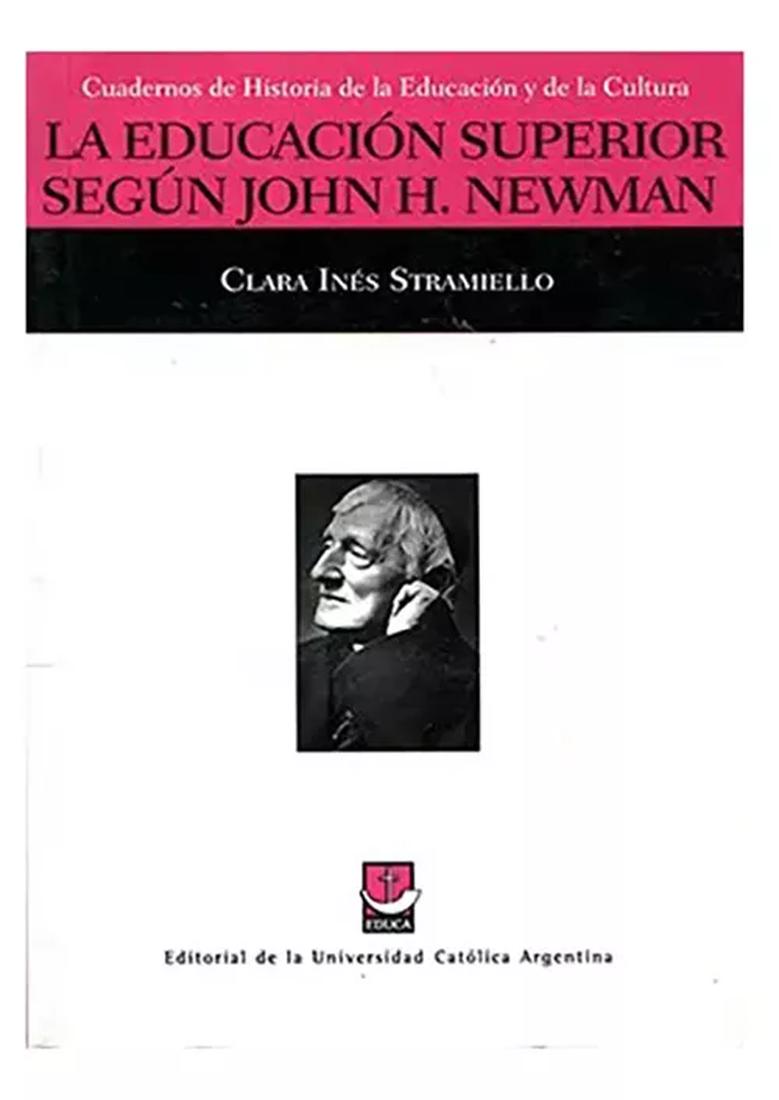 Cuadernos de Historia de la Educación y de la Cultura
LA EDUCACIÓN SUPERIOR
SEGÚN JOHN H. NEWMAN
CLARA INÉS STRAMIELLO
EDUCA
Editorial de la Universidad Católica Argentina